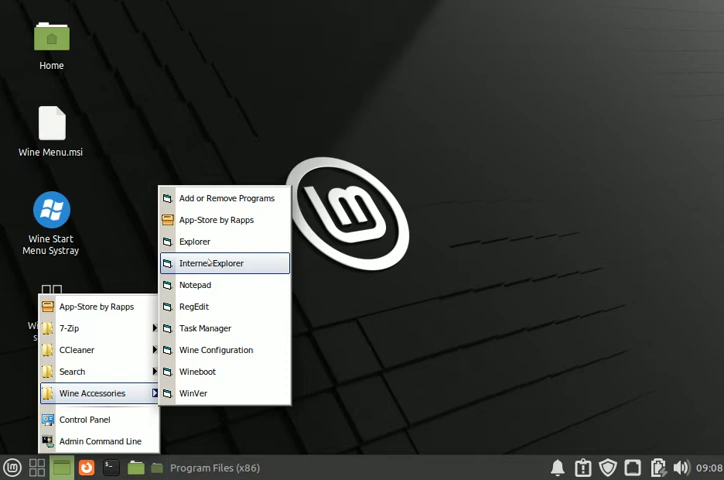 Home
Wine Menu.msi
Wine Start
Menu Systray
Add or Remove Programs
App-Store by Rapps
Explorer
Internet Explorer
Notepad
RegEdit
Task Manager
Wine Configuration
Wineboot
WinVer
App-Store by Rapps
7-Zip
CCleaner
Search
Wine Accessories
Control Panel
Admin Command Line
Program Files (x86)
09:08